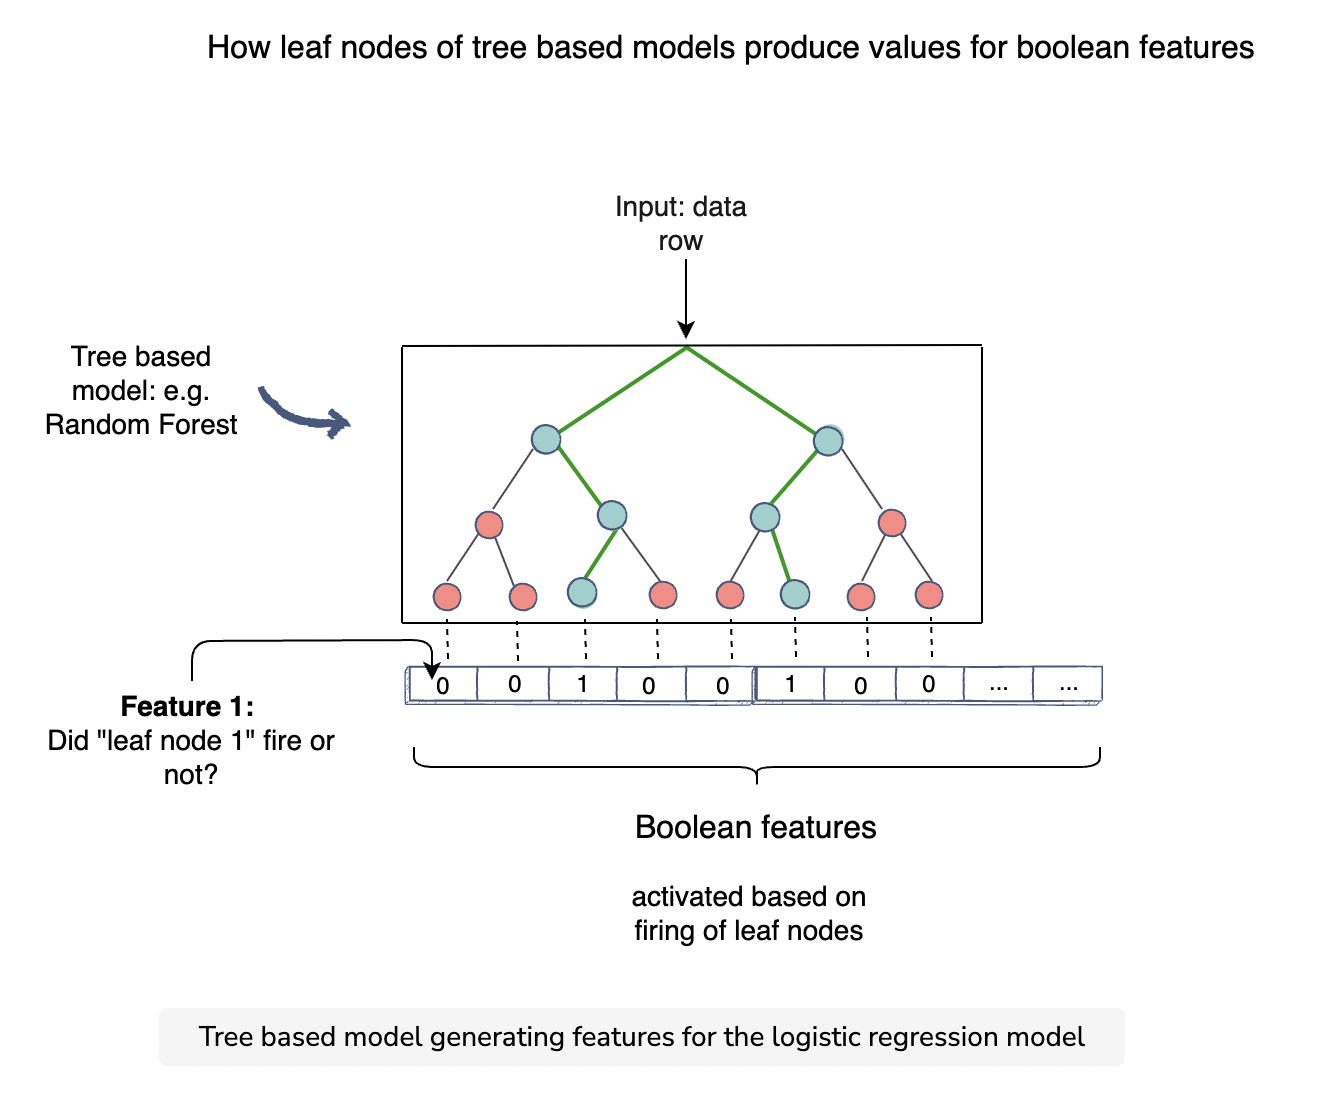 How leaf nodes of tree based models produce values for boolean features
Input: data
row
Tree based
model: e.g.
Random Forest
0 0 1 0 0 1 0 0 ... ...
Feature 1:
Did "leaf node 1" fire or
not?
Boolean features
activated based on
firing of leaf nodes
Tree based model generating features for the logistic regression model